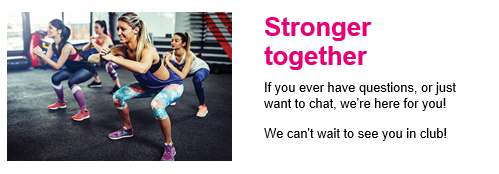 Stronger
together
If you ever have questions, or just
want to chat, we're here for you!
We can't wait to see you in club!